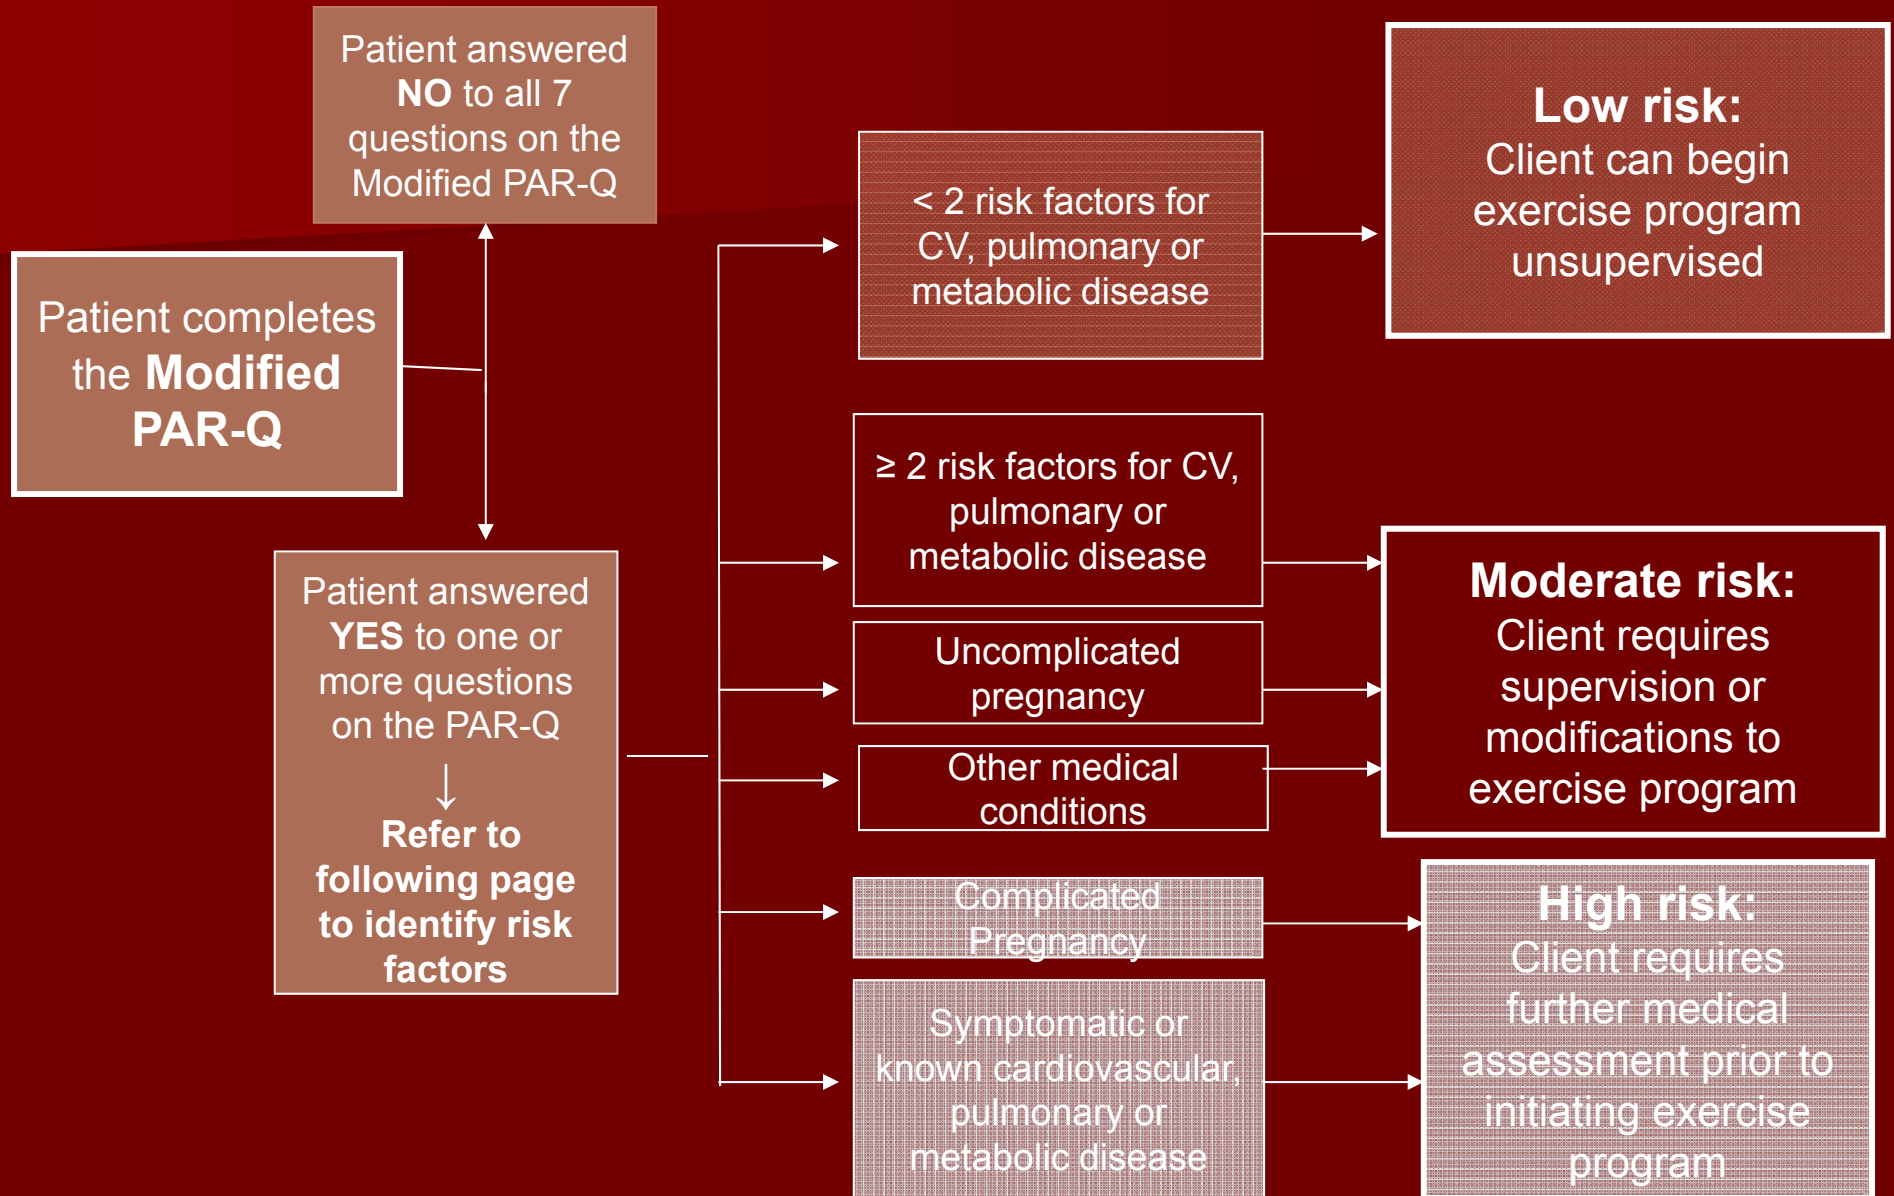 Patient answered
NO to all 7
questions on the
Modified PAR-Q
Patient completes
the Modified
PAR-Q
Patient answered
YES to one or
more questions
on the PAR-Q
↓
Refer to
following page
to identify risk
factors
< 2 risk factors for
CV, pulmonary or
metabolic disease
≥ 2 risk factors for CV,
pulmonary or
metabolic disease
Uncomplicated
pregnancy
Other medical
conditions
Complicated
Pregnancy
Symptomatic or
known cardiovascular,
pulmonary or
metabolic disease
Low risk:
Client can begin
exercise program
unsupervised
Moderate risk:
Client requires
supervision or
modifications to
exercise program
High risk:
Client requires
further medical
assessment prior to
initiating exercise
program